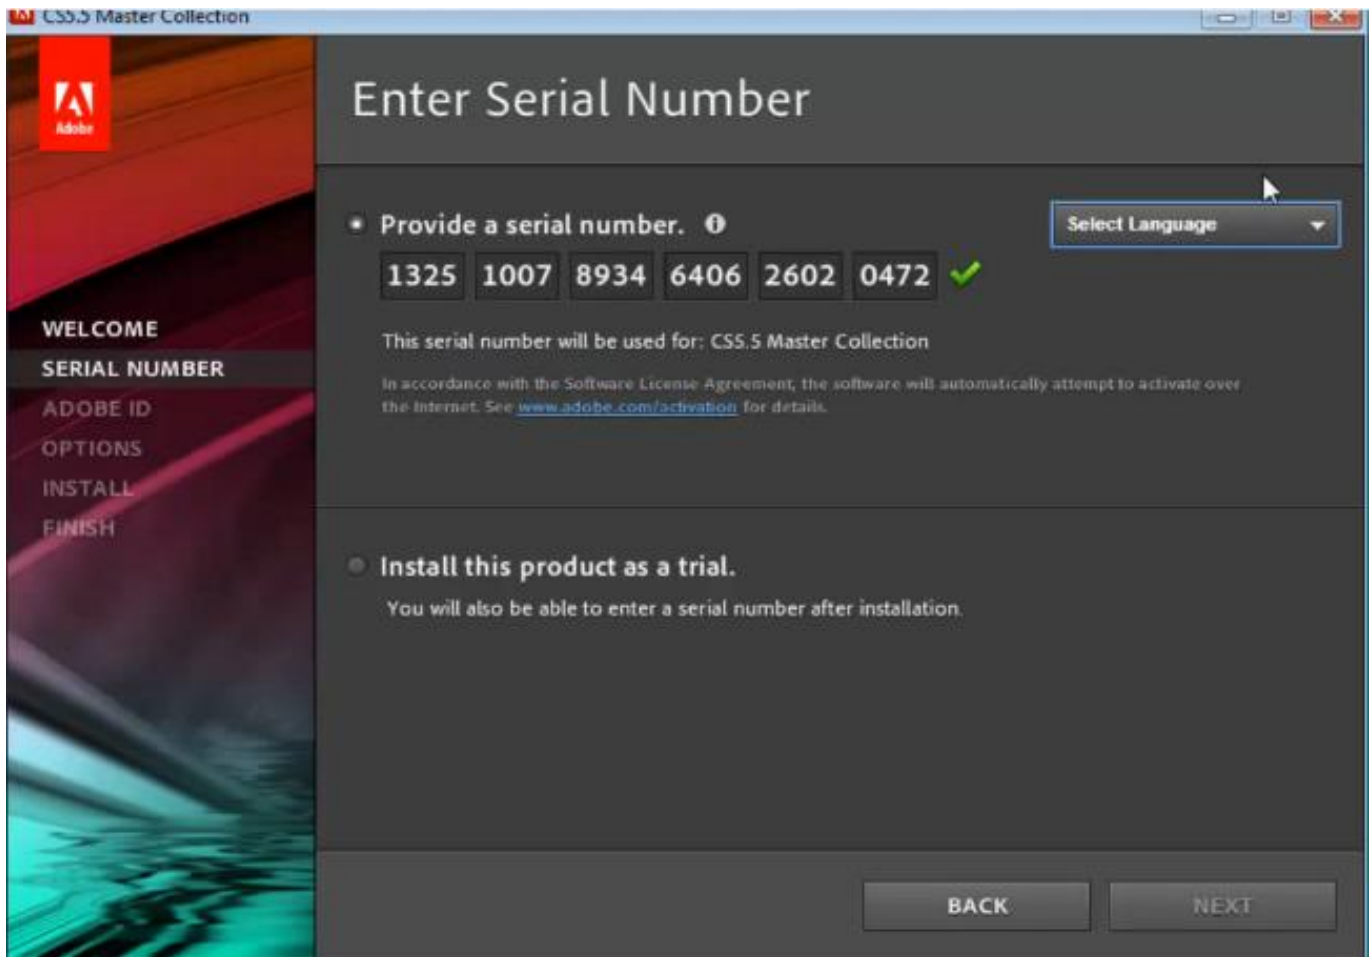 CS5.5 Master Collection
Adobe
Enter Serial Number
Provide a serial number.
Select Language
1325 1007 8934 6406 2602 0472
This serial number will be used for: CS5.5 Master Collection
In accordance with the Software License Agreement, the software will automatically attempt to activate over
the Internet. See www.adobe.com/activation for details.
WELCOME
SERIAL NUMBER
ADOBE ID
OPTIONS
INSTALL
FINISH
Install this product as a trial.
You will also be able to enter a serial number after installation.
BACK
NEXT